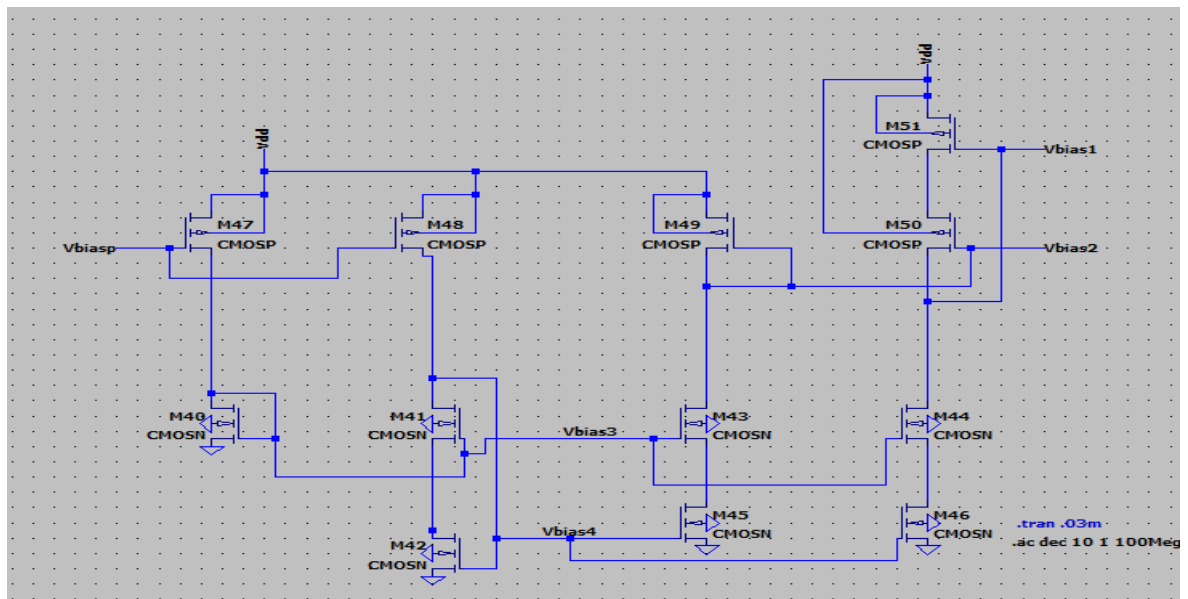 Vdd
M51
CMOSP
Vbias1
Vdd
M47
CMOSP
M48
CMOSP
M49
CMOSP
M50
CMOSP
Vbiasp
Vbias2
M40
CMOSN
M41
CMOSN
Vbias3
M43
CMOSN
M44
CMOSN
M42
CMOSN
Vbias4
M45
CMOSN
M46
CMOSN
.tran .03m
.ac dec 10 1 100Meg